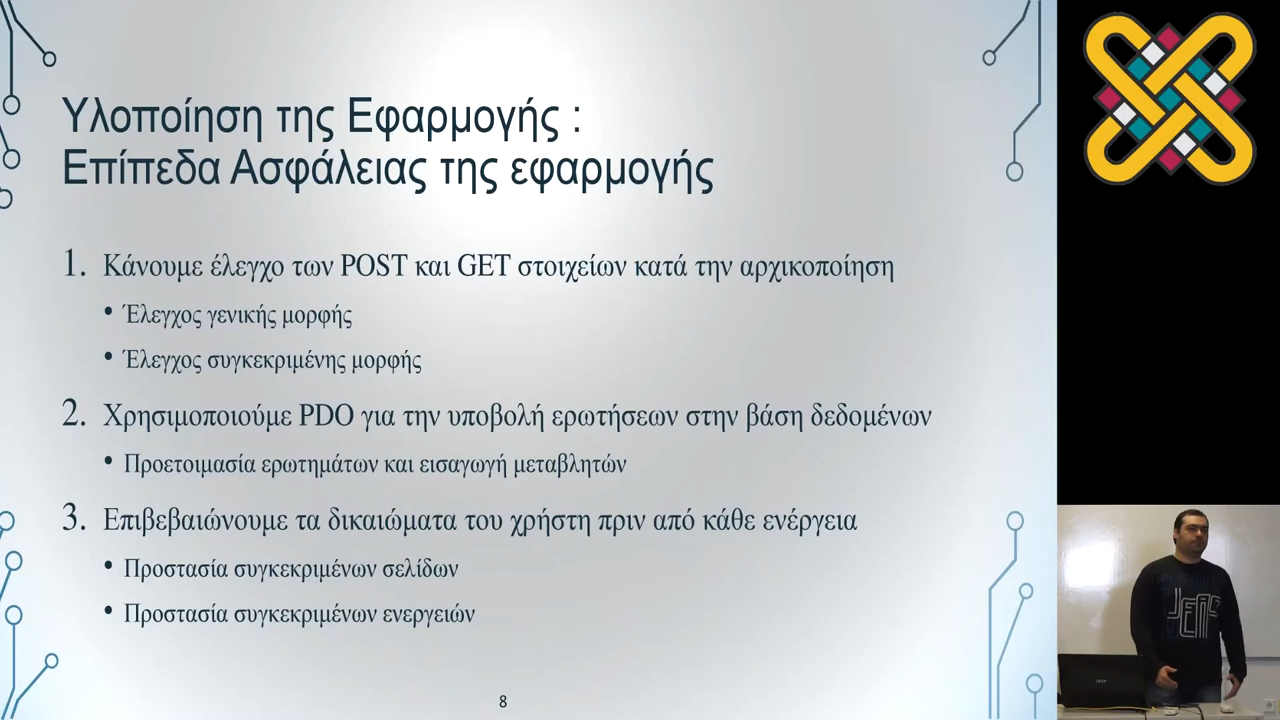 Υλοποίηση της Εφαρμογής :
Επίπεδα Ασφάλειας της εφαρμογής
1. Κάνουμε έλεγχο των POST και GET στοιχείων κατά την αρχικοποίηση
• Έλεγχος γενικής μορφής
• Έλεγχος συγκεκριμένης μορφής
2. Χρησιμοποιούμε PDO για την υποβολή ερωτήσεων στην βάση δεδομένων
• Προετοιμασία ερωτημάτων και εισαγωγή μεταβλητών
3. Επιβεβαιώνουμε τα δικαιώματα του χρήστη πριν από κάθε ενέργεια
• Προστασία συγκεκριμένων σελίδων
• Προστασία συγκεκριμένων ενεργειών
8